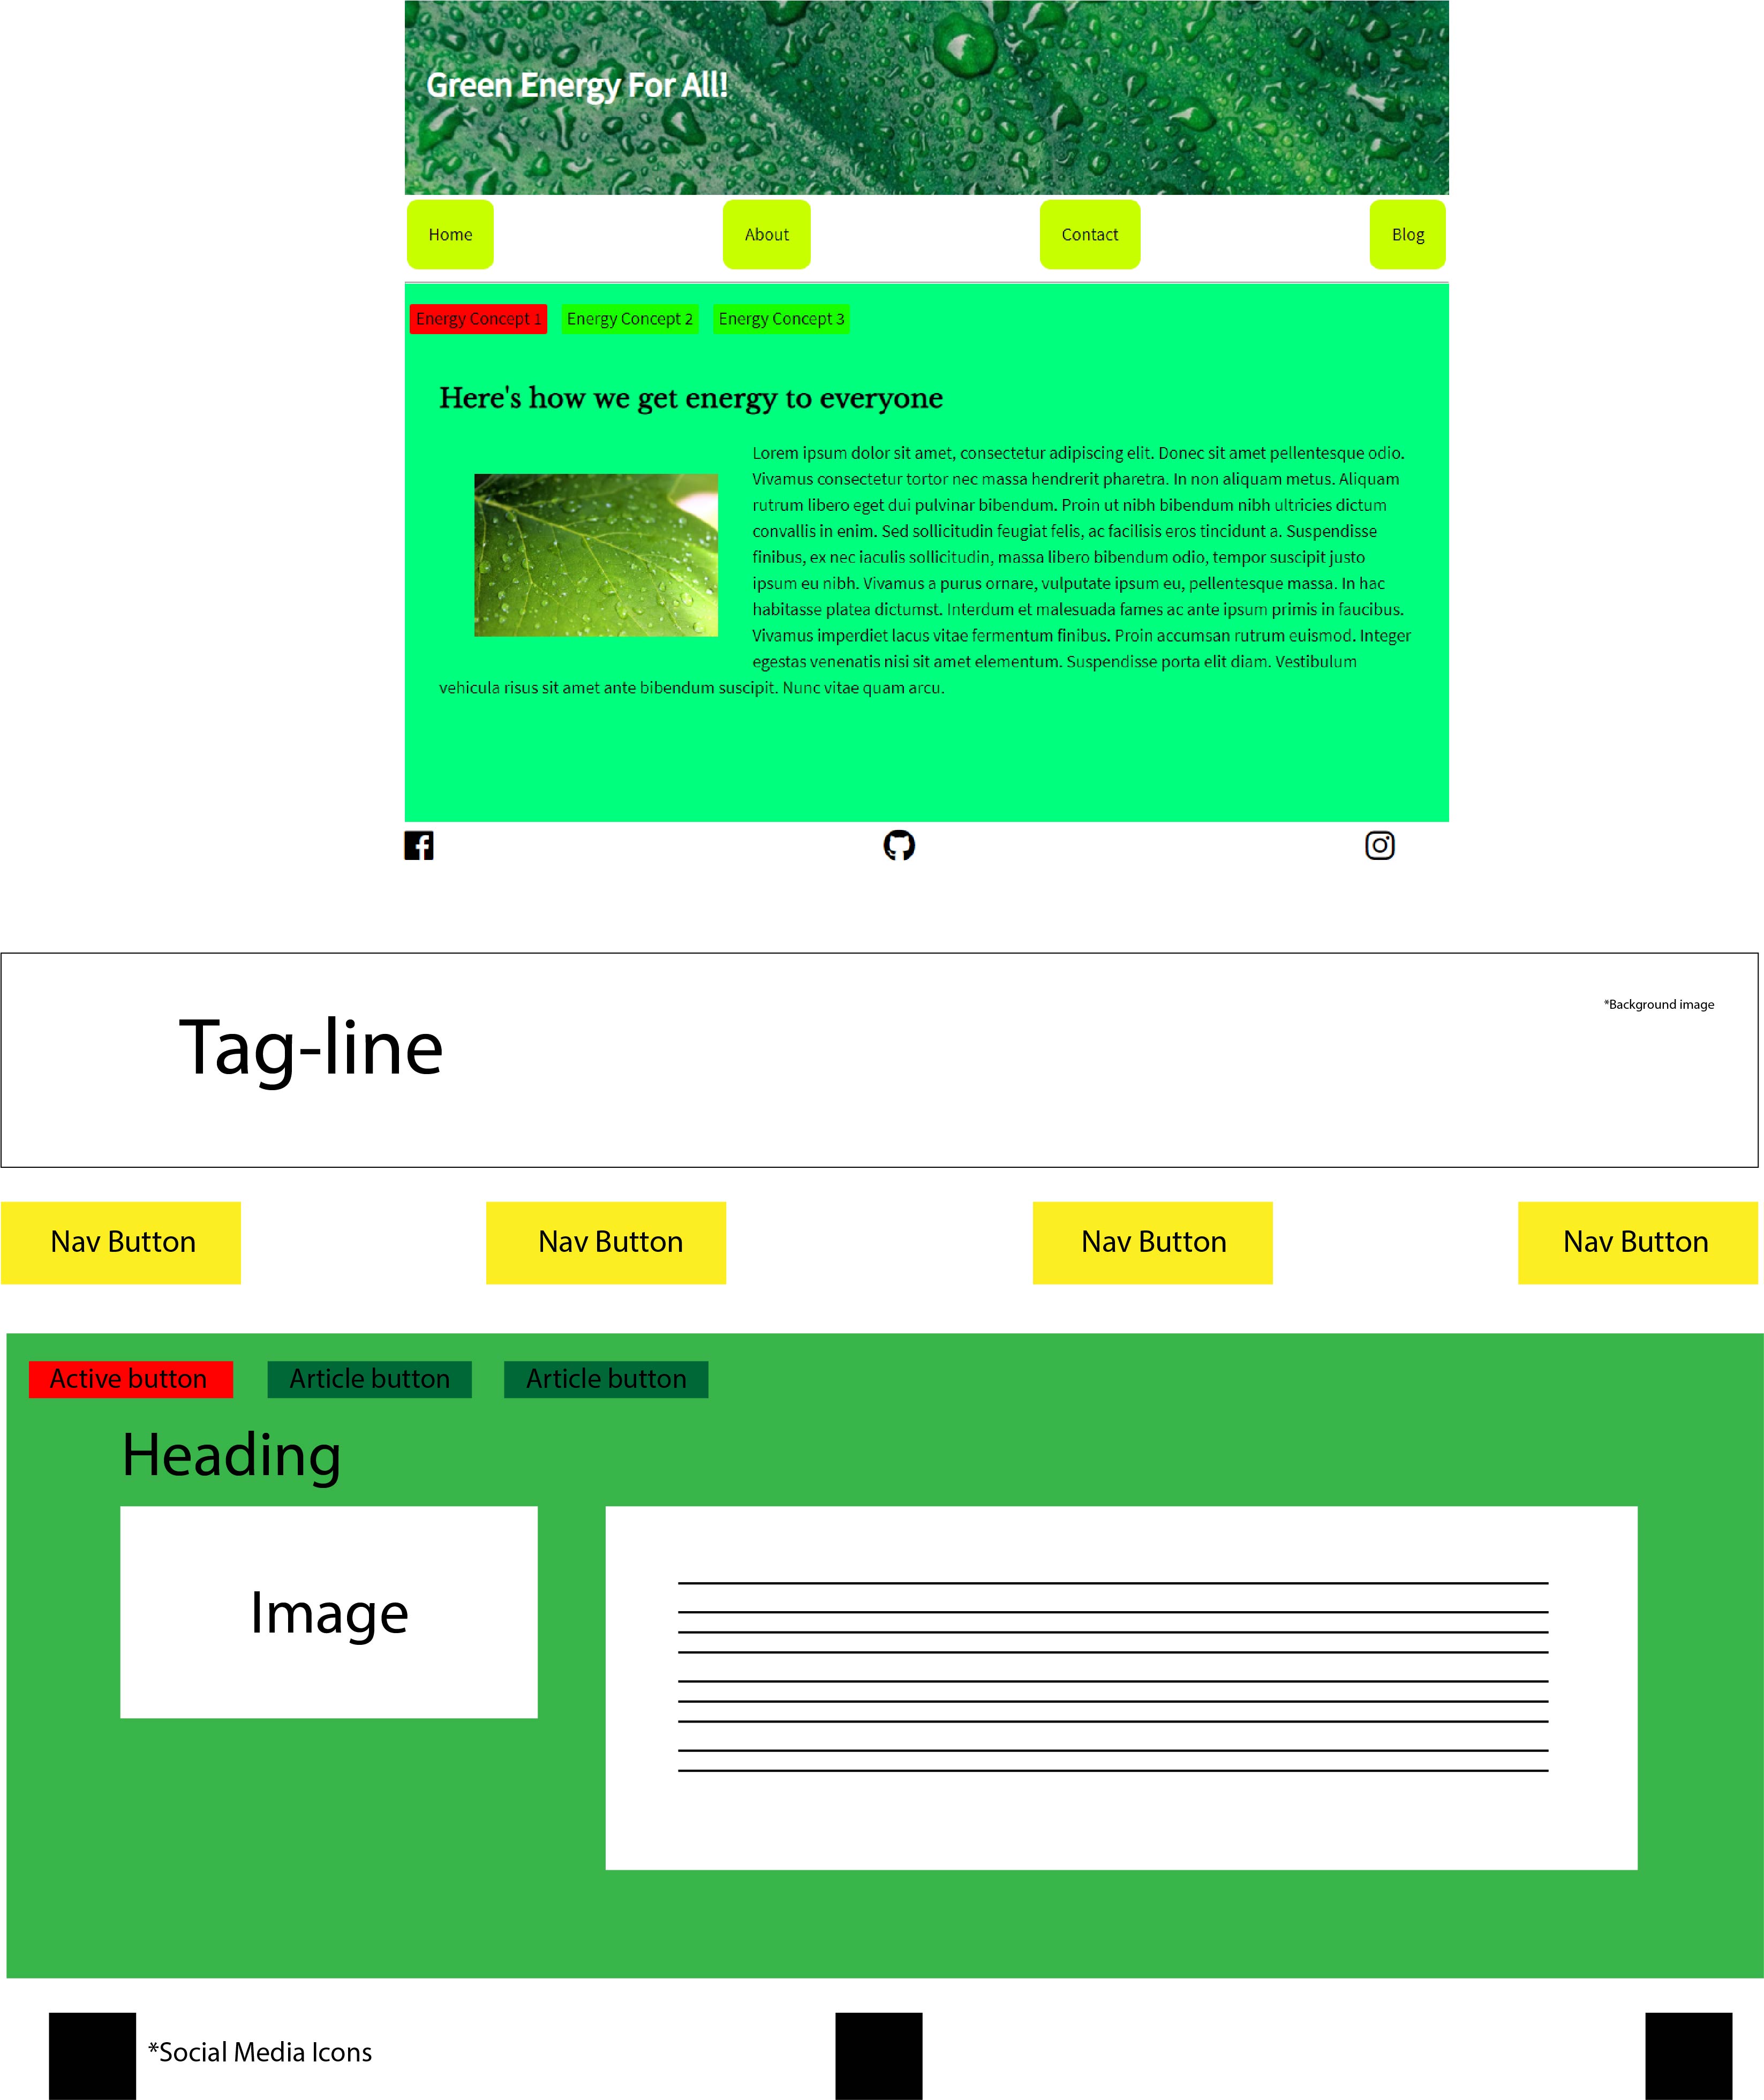 Green Energy For All!
Home About Contact Blog
Energy Concept 1 Energy Concept 2 Energy Concept 3
Here's how we get energy to everyone
Lorem ipsum dolor sit amet, consectetur adipiscing elit. Donec sit amet pellentesque odio.
Vivamus consectetur tortor nec massa hendrerit pharetra. In non aliquam metus. Aliquam
rutrum libero eget dui pulvinar bibendum. Proin ut nibh bibendum nibh ultricies dictum
convallis in enim. Sed sollicitudin feugiat felis, ac facilisis eros tincidunt a. Suspendisse
finibus, ex nec iaculis sollicitudin, massa libero bibendum odio, tempor suscipit justo
ipsum eu nibh. Vivamus a purus ornare, vulputate ipsum eu, pellentesque massa. In hac
habitasse platea dictumst. Interdum et malesuada fames ac ante ipsum primis in faucibus.
Vivamus imperdiet lacus vitae fermentum finibus. Proin accumsan rutrum euismod. Integer
egestas venenatis nisi sit amet elementum. Suspendisse porta elit diam. Vestibulum
vehicula risus sit amet ante bibendum suscipit. Nunc vitae quam arcu.
*Background image
Tag-line
Nav Button Nav Button Nav Button Nav Button
Active button Article button Article button
Heading
Image
*Social Media Icons